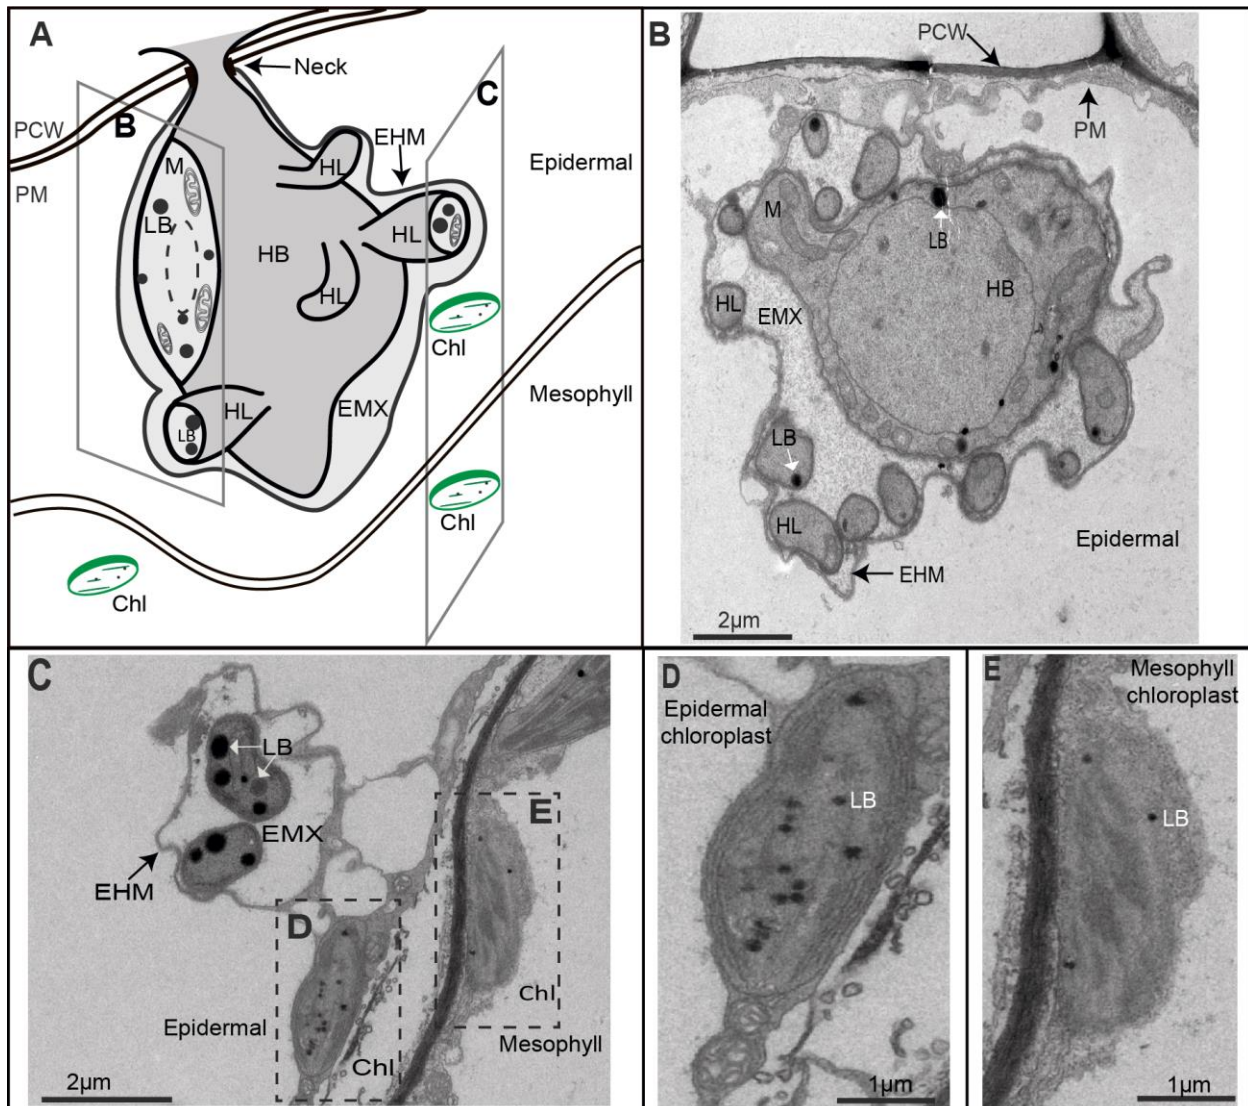 A
Neck
C
PCW
B
EHM
Epidermal
PM
M
HL
LB
HL
HB
HL
Chl
Mesophyll
HL
EMX
LB
Chl
Chl
B
PCW
PM
M
LB
HB
HL
EMX
LB
HL
Epidermal
EHM
2µm
C
LB
EMX
E
EHM
D
Chl
Epidermal
Mesophyll
Chl
2µm
D
Epidermal
chloroplast
LB
1µm
E
Mesophyll
chloroplast
LB
1µm